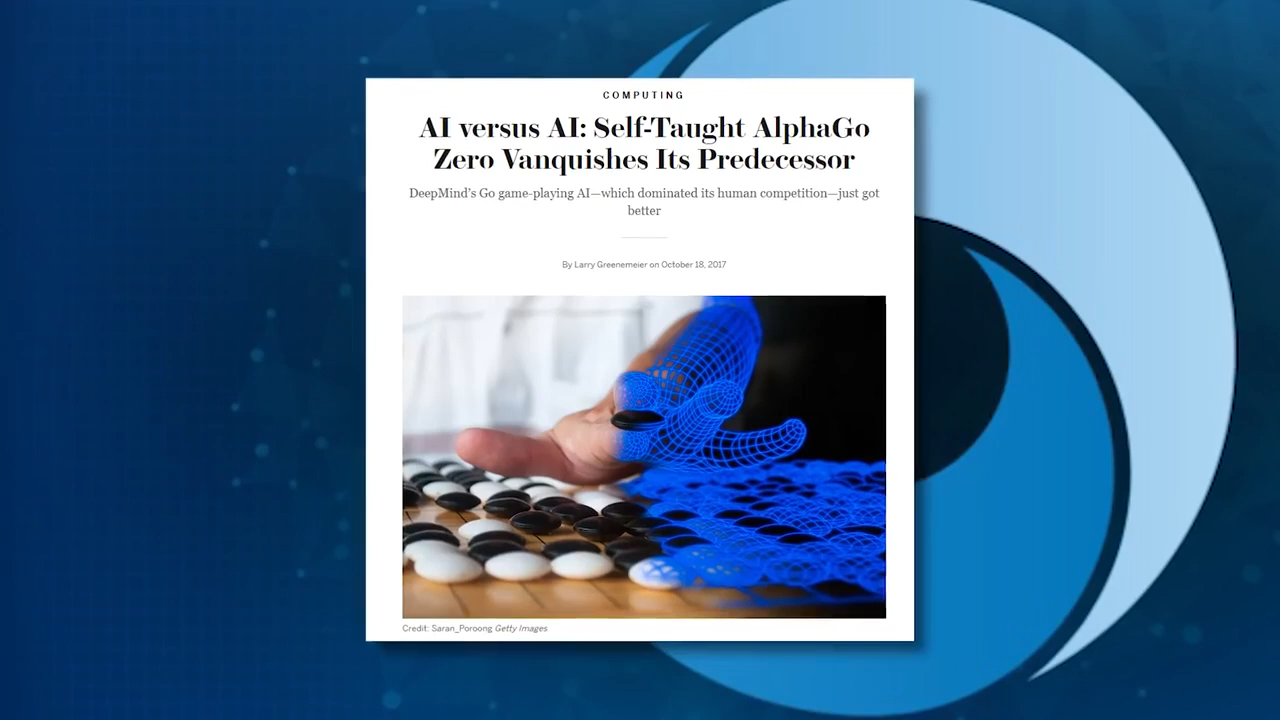 COMPUTING
AI versus AI: Self-Taught AlphaGo
Zero Vanquishes Its Predecessor
DeepMind's Go game-playing AI—which dominated its human competition—just got
better
By Larry Greenemeier on October 18, 2017
Credit: Saran_Poroong Getty Images